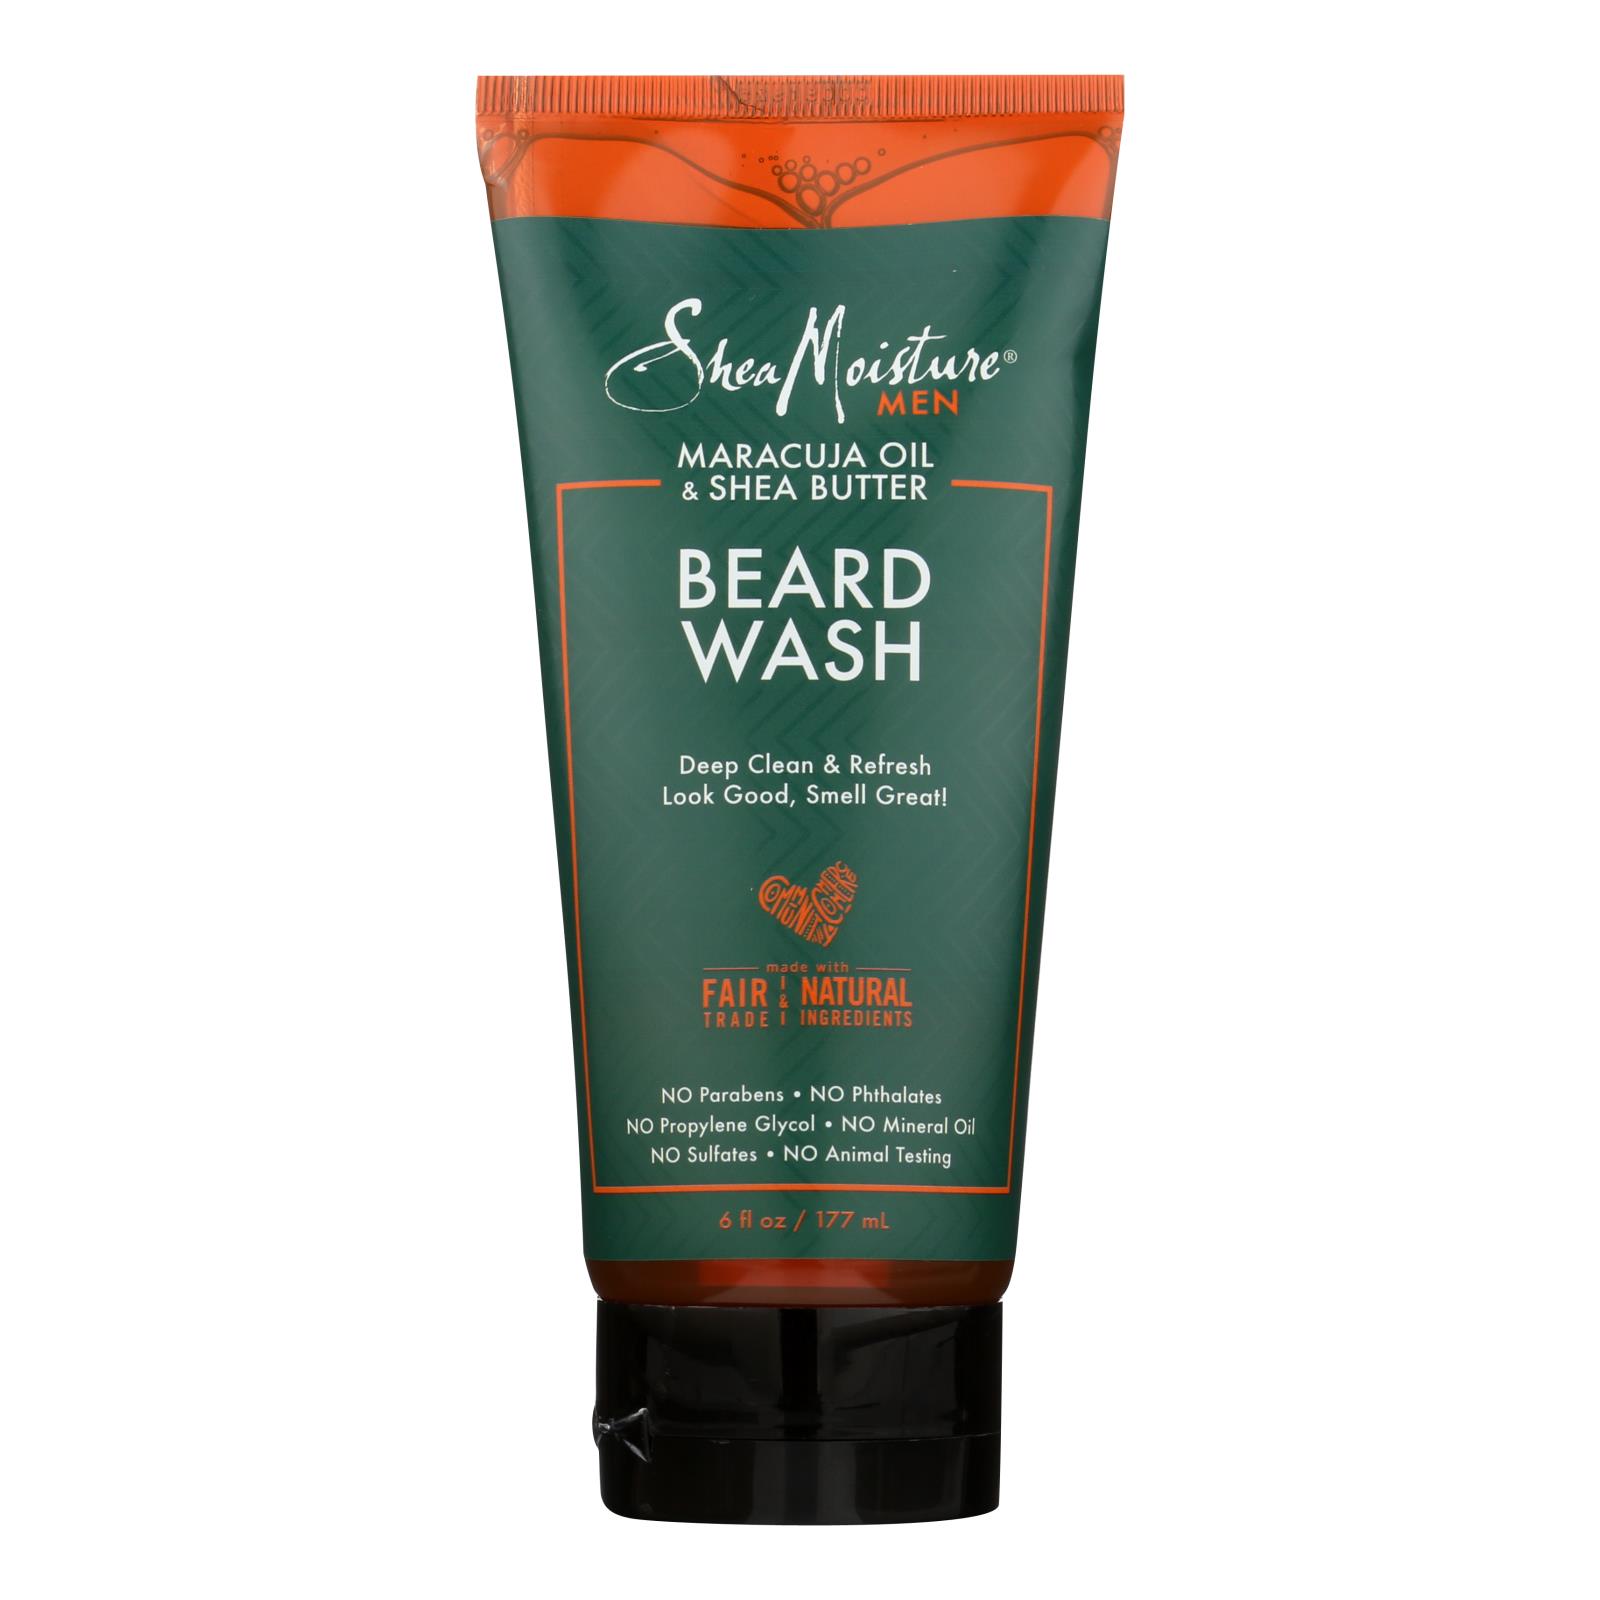 SheaMoisture®
MEN
MARACUJA OIL
& SHEA BUTTER
BEARD
WASH
Deep Clean & Refresh
Look Good, Smell Great!
COMMUNITY COMMERCE
made with
FAIR & NATURAL
TRADE INGREDIENTS
NO Parabens • NO Phthalates
NO Propylene Glycol • NO Mineral Oil
NO Sulfates • NO Animal Testing
6 fl oz / 177 mL